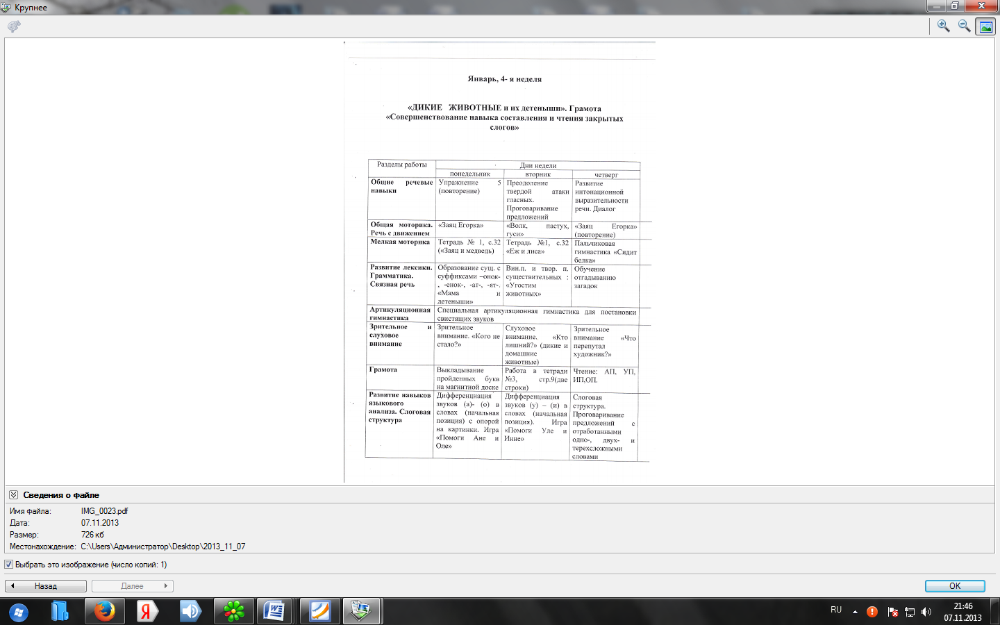 Крупнее
Январь, 4- я неделя
«ДИКИЕ ЖИВОТНЫЕ и их детеныши». Грамота
«Совершенствование навыка составления и чтения закрытых
слогов»
Разделы работы
Дни недели
понедельник вторник четверг
Общие речевые
навыки
Упражнение 5
(повторение)
Преодоление
твердой атаки
гласных.
Проговаривание
предложений
Развитие
интонационной
выразительности
речи. Диалог
Общая моторика.
Речь с движением
«Заяц Егорка»
«Волк, пастух,
гуси»
«Заяц Егорка»
(повторение)
Мелкая моторика
Тетрадь № 1, с.32
(«Заяц и медведь)
Тетрадь №1, с.32
«Еж и лиса»
Пальчиковая
гимнастика «Сидит
белка»
Развитие лексики.
Грамматика.
Связная речь
Образование сущ. с
суффиксами –онок-
, -енок-, -ат-, -ят-.
«Мама и
детеныши»
Вин.п. и твор. п.
существительных :
«Угостим
животных»
Обучение
отгадыванию
загадок
Артикуляционная
гимнастика
Специальная артикуляционная гимнастика для постановки
свистящих звуков
Зрительное и
слуховое
внимание
Зрительное
внимание. «Кого не
стало?»
Слуховое
внимание. «Кто
лишний?» (дикие и
домашние
животные)
Зрительное
внимание «Что
перепутал
художник?»
Грамота
Выкладывание
пройденных букв
на магнитной доске
Работа в тетради
№3, стр.9(две
строки)
Чтение: АП, УП,
ИП,ОП.
Развитие навыков
языкового
анализа. Слоговая
структура
Дифференциация
звуков (а)- (о) в
словах (начальная
позиция) с опорой
на картинки. Игра
«Помоги Ане и
Оле»
Дифференциация
звуков (у) – (и) в
словах (начальная
позиция). Игра
«Помоги Уле и
Инне»
Слоговая
структура.
Проговаривание
предложений с
отработанными
одно-, двух- и
терехсложными
словами
Сведения о файле
Имя файла: IMG_0023.pdf
Дата: 07.11.2013
Размер: 726 кб
Местонахождение: C:\Users\Администратор\Desktop\2013_11_07
Выбрать это изображение (число копий: 1)
Назад Далее OK
RU 21:46
07.11.2013